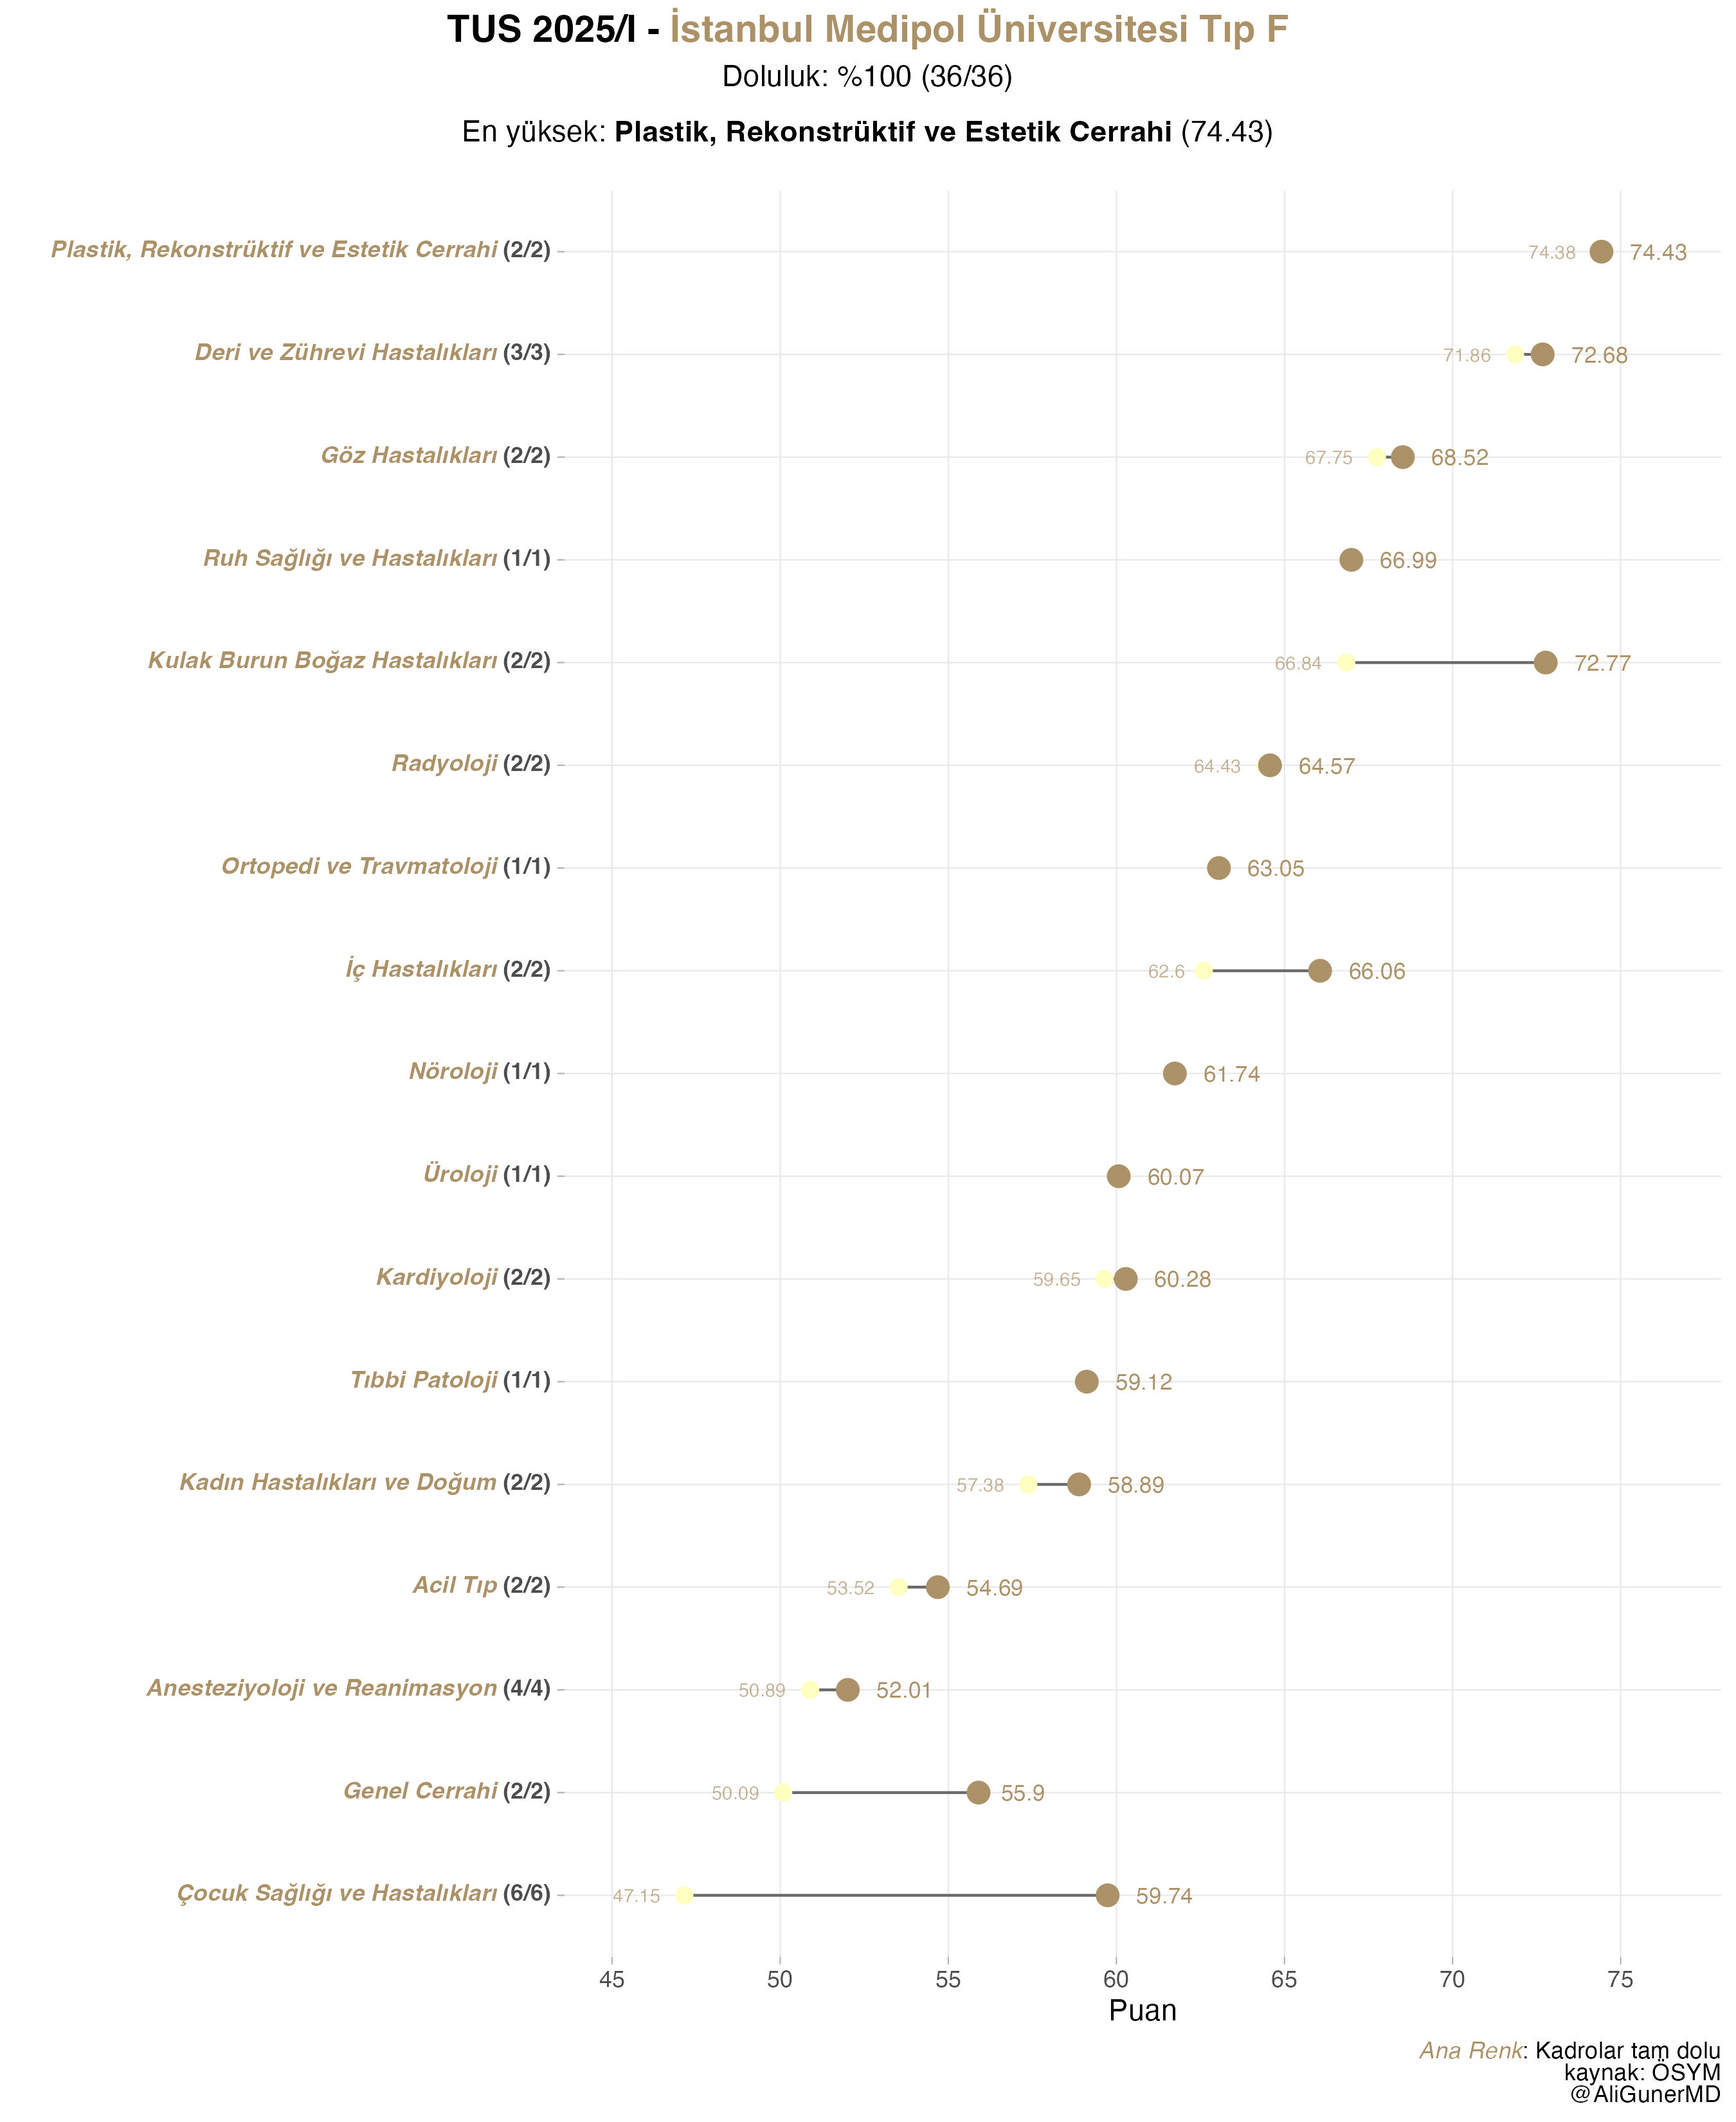 TUS 2025/I - İstanbul Medipol Üniversitesi Tıp F
Doluluk: %100 (36/36)
En yüksek: Plastik, Rekonstrüktif ve Estetik Cerrahi (74.43)
Plastik, Rekonstrüktif ve Estetik Cerrahi (2/2) 74.38 74.43
Deri ve Zührevi Hastalıkları (3/3) 71.86 72.68
Göz Hastalıkları (2/2) 67.75 68.52
Ruh Sağlığı ve Hastalıkları (1/1) 66.99
Kulak Burun Boğaz Hastalıkları (2/2) 66.84 72.77
Radyoloji (2/2) 64.43 64.57
Ortopedi ve Travmatoloji (1/1) 63.05
İç Hastalıkları (2/2) 62.6 66.06
Nöroloji (1/1) 61.74
Üroloji (1/1) 60.07
Kardiyoloji (2/2) 59.65 60.28
Tıbbi Patoloji (1/1) 59.12
Kadın Hastalıkları ve Doğum (2/2) 57.38 58.89
Acil Tıp (2/2) 53.52 54.69
Anesteziyoloji ve Reanimasyon (4/4) 50.89 52.01
Genel Cerrahi (2/2) 50.09 55.9
Çocuk Sağlığı ve Hastalıkları (6/6) 47.15 59.74
45 50 55 60 65 70 75
Puan
Ana Renk: Kadrolar tam dolu
kaynak: ÖSYM
@AliGunerMD